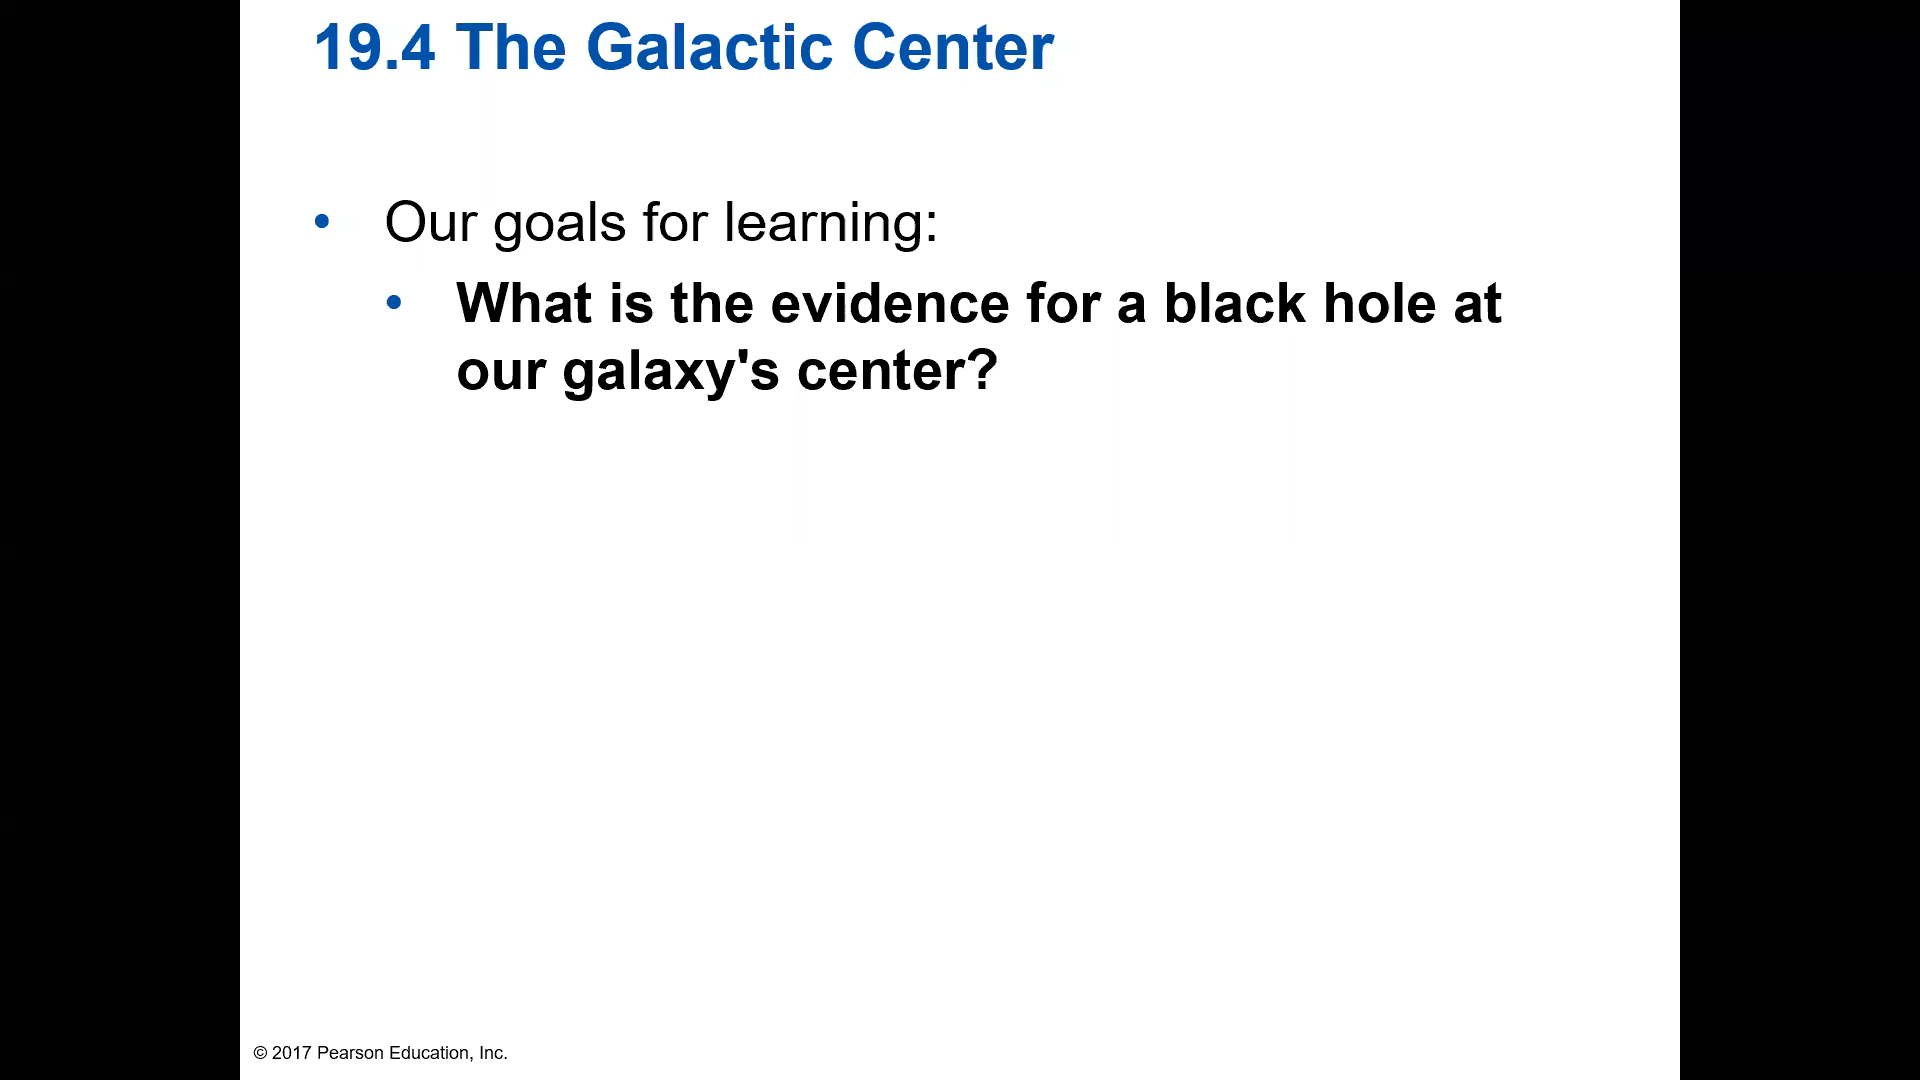 19.4 The Galactic Center
• Our goals for learning:
• What is the evidence for a black hole at
our galaxy's center?
© 2017 Pearson Education, Inc.